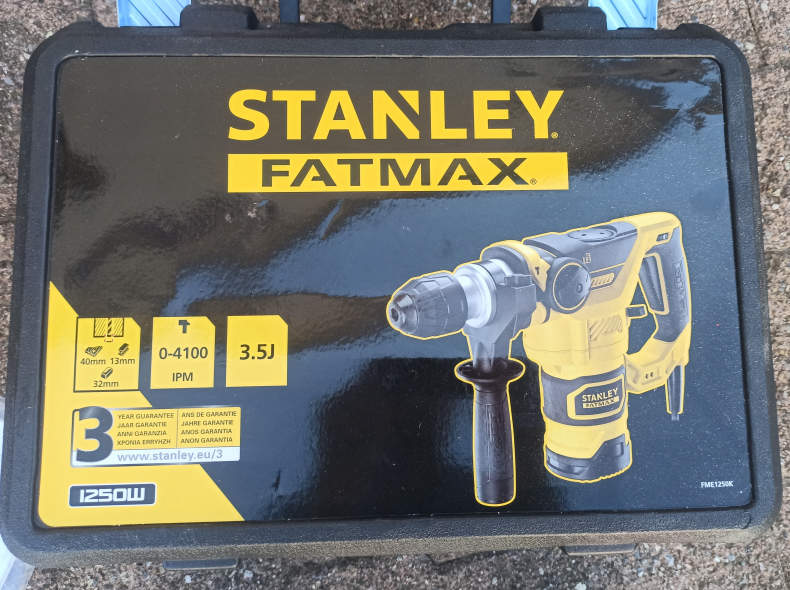 STANLEY®
FATMAX®
40mm 13mm
32mm
0-4100
IPM
3.5J
3
YEAR GUARANTEE
JAAR GARANTIE
ANNI GARANZIA
ΧΡΟΝΙΑ ΕΓΓΥΗΣΗ
ANS DE GARANTIE
JAHRE GARANTIE
ANOS GARANTIA
ANON GARANTIA
www.stanley.eu/3
1250W
STANLEY
FATMAX
FME1250K